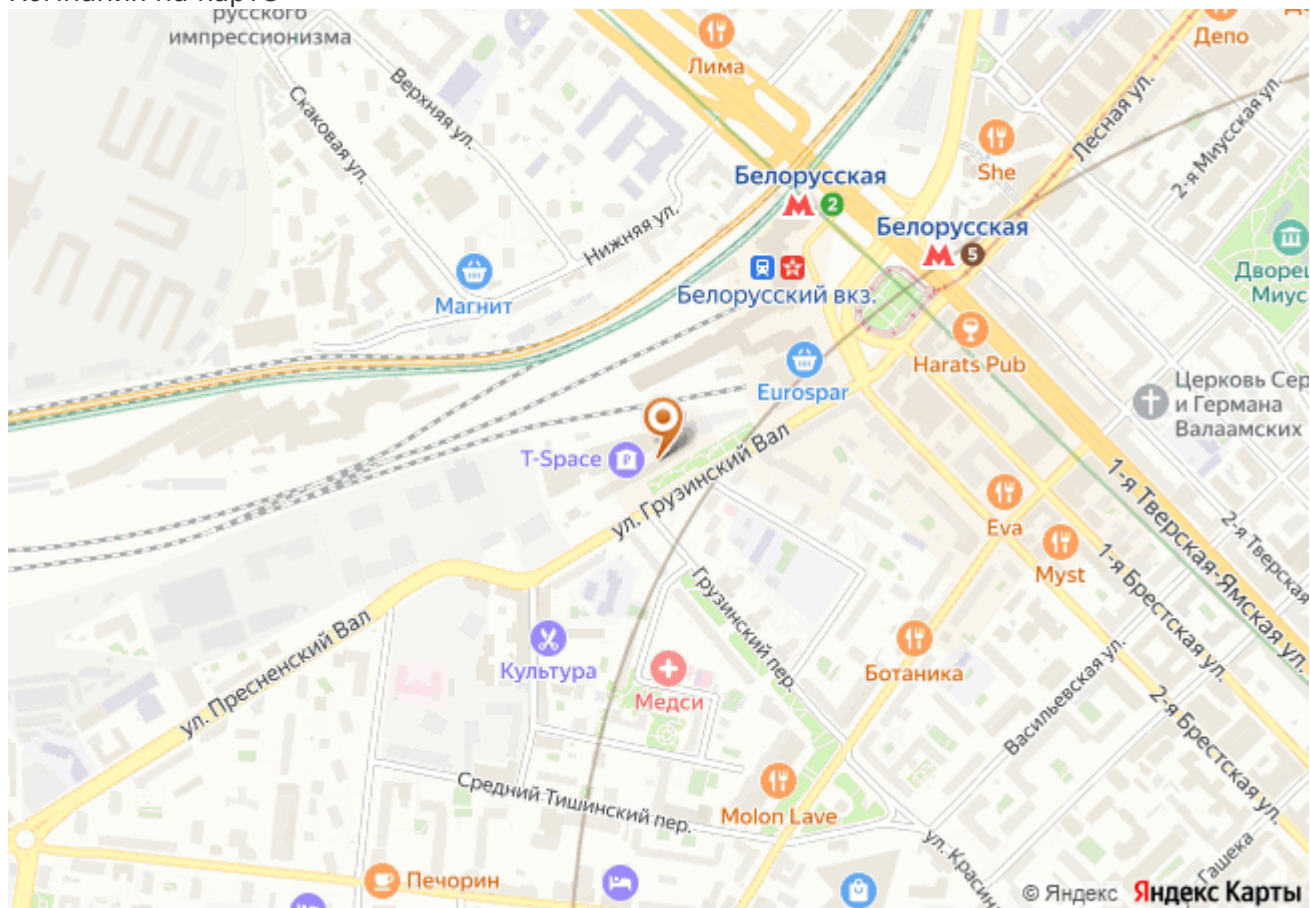 русского
импрессионизма
Лима
Депо
Верхняя ул.
Скаковая ул.
Лесная ул.
2-я Миусская ул.
She
Белорусская
2
Белорусская
5
Нижняя ул.
Белорусский вкз.
Магнит
Дворец
Миус
Harats Pub
Eurospar
Церковь Сер
и Германа
Валаамских
T-Space
P
ул. Грузинский Вал
1-я Тверская-Ямская ул.
2-я Тверская
Eva
Myst
1-я Брестская ул.
Грузинский пер.
Культура
Медси
Ботаника
ул. Пресненский Вал
Васильевская ул.
2-я Брестская ул.
Средний Тишинский пер.
Molon Lave
ул. Красина
Гашека
Печорин
© Яндекс Яндекс Карты